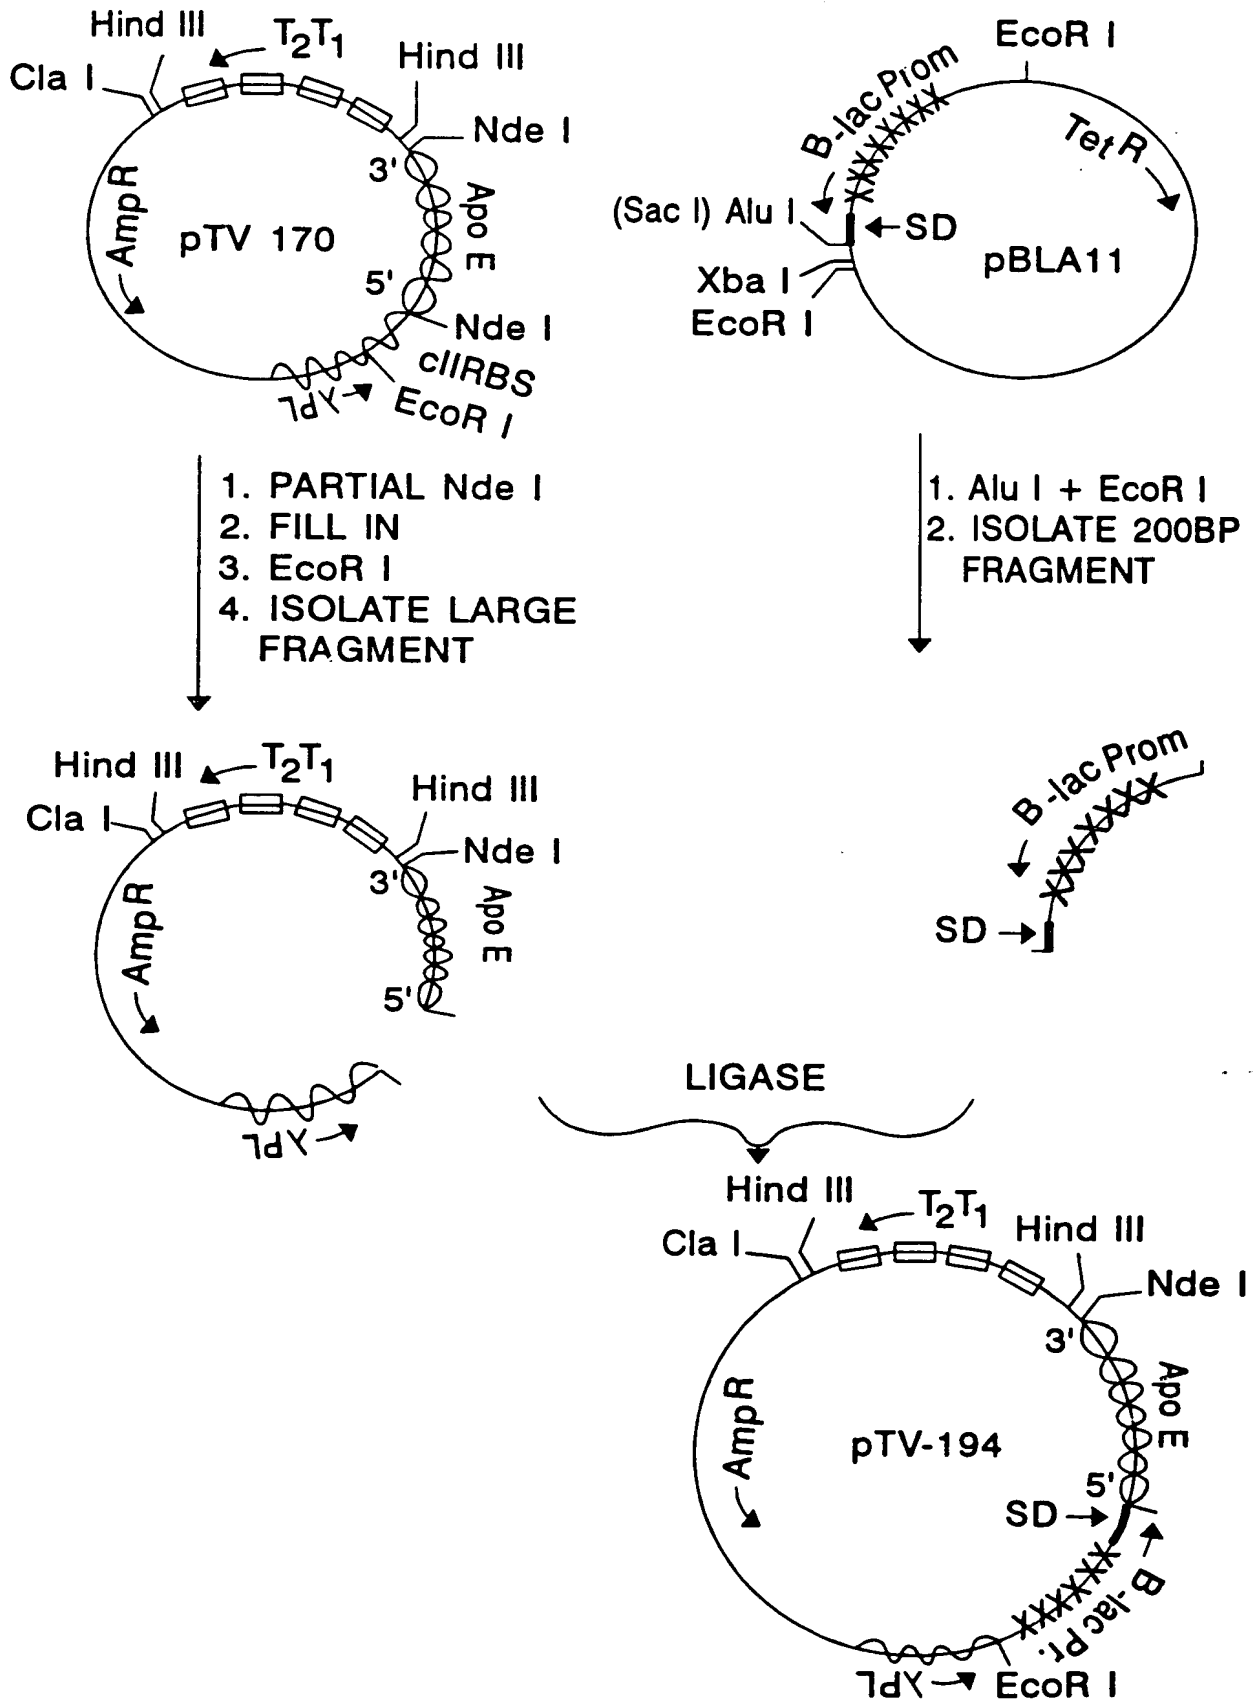 Hind III
T2T1
Hind III
Cla I
Nde I
3'
Apo E
AmpR
pTV 170
5'
Nde I
cIIRBS
λPL
EcoR I
EcoR I
B-lac Prom
TetR
(Sac I) Alu I
SD
pBLA11
Xba I
EcoR I
1. PARTIAL Nde I
2. FILL IN
3. EcoR I
4. ISOLATE LARGE
FRAGMENT
1. Alu I + EcoR I
2. ISOLATE 200BP
FRAGMENT
Hind III
T2T1
Hind III
Cla I
Nde I
3'
Apo E
AmpR
5'
λPL
B-lac Prom
SD
LIGASE
Hind III
T2T1
Hind III
Cla I
Nde I
3'
Apo E
AmpR
pTV-194
5'
SD
B-lac Pr.
λPL
EcoR I